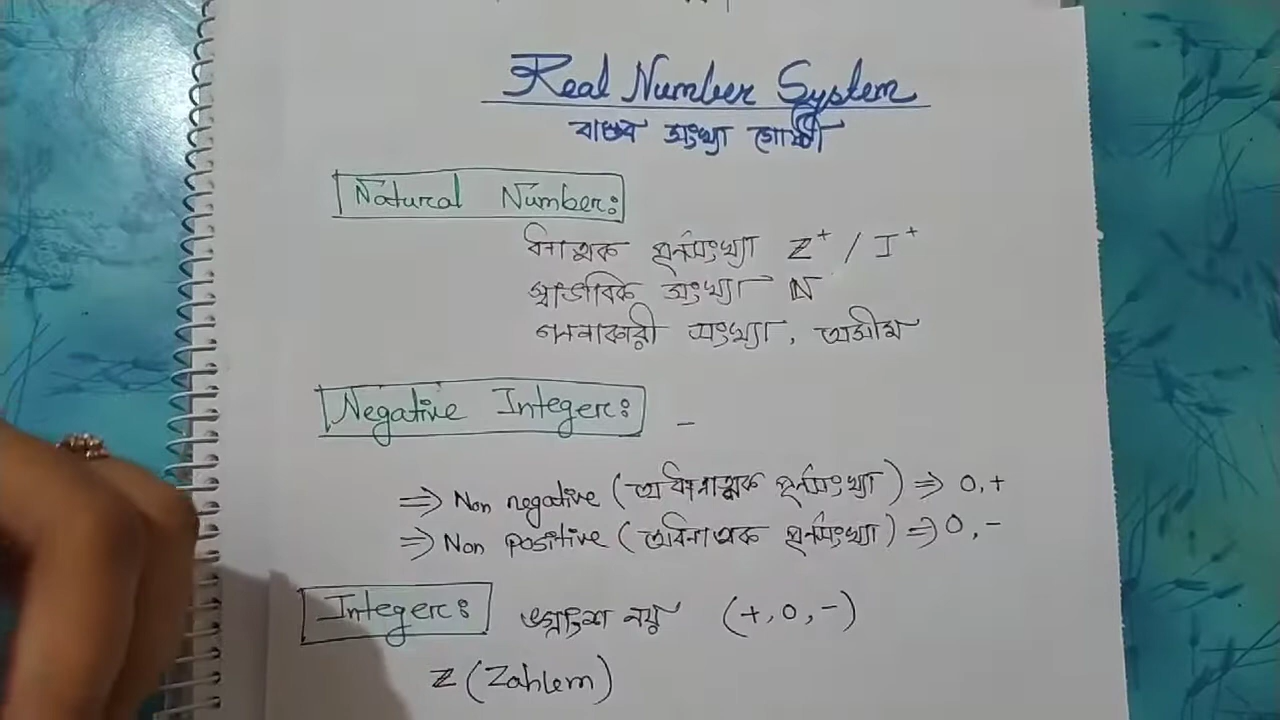 Real Number System
বাস্তব সংখ্যা গোষ্ঠী
Natural Number:
ধনাত্মক পূর্ণসংখ্যা Z⁺ / I⁺
স্বাভাবিক সংখ্যা ℕ
গণনাকারী সংখ্যা, অসীম
Negative Integer: −
⇒ Non negative (অঋণাত্মক পূর্ণসংখ্যা) ⇒ 0, +
⇒ Non positive (অধনাত্মক পূর্ণসংখ্যা) ⇒ 0, −
Integer: ভগ্নাংশ নয় (+, 0, −)
ℤ (Zahlem)